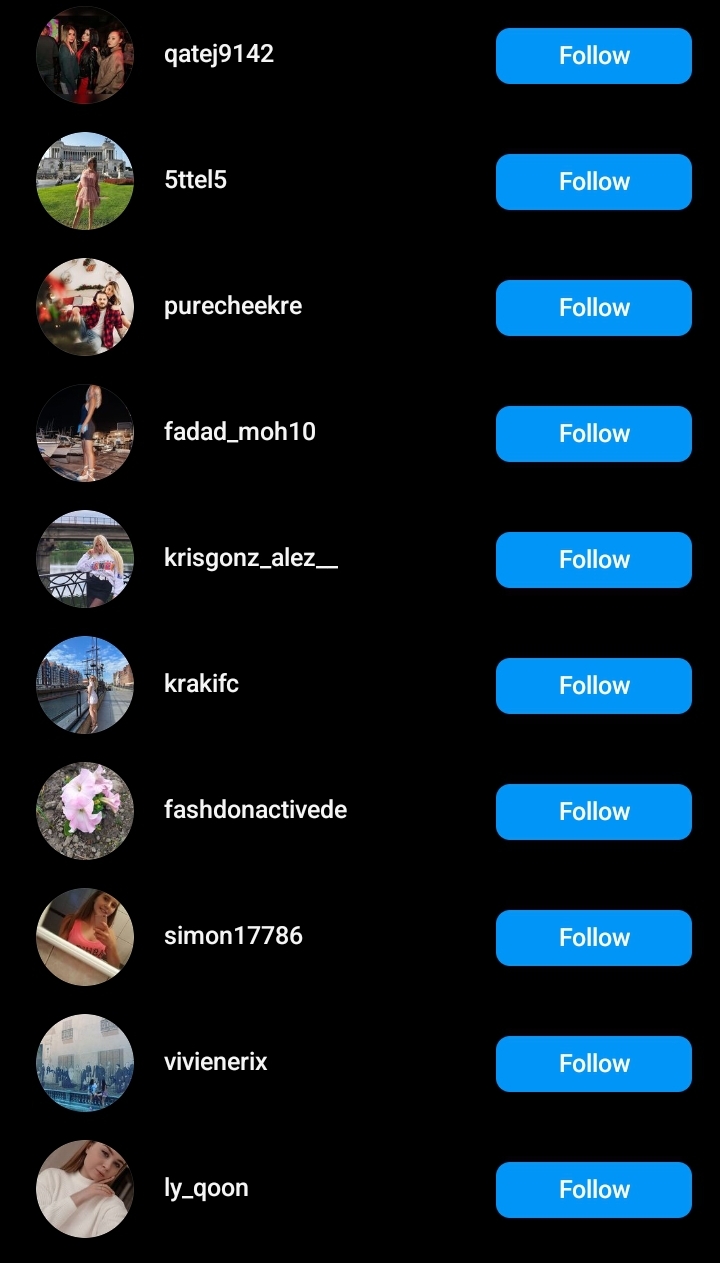 qatej9142 Follow
5ttel5 Follow
purecheekre Follow
fadad_moh10 Follow
krisgonz_alez__ Follow
krakifc Follow
fashdonactivede Follow
simon17786 Follow
vivienerix Follow
ly_qoon Follow